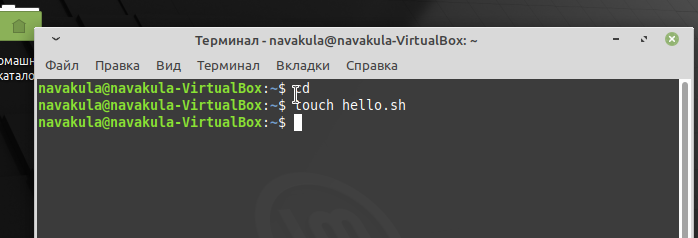 Терминал - navakula@navakula-VirtualBox: ~
Файл Правка Вид Терминал Вкладки Справка
navakula@navakula-VirtualBox:~$ cd
navakula@navakula-VirtualBox:~$ touch hello.sh
navakula@navakula-VirtualBox:~$